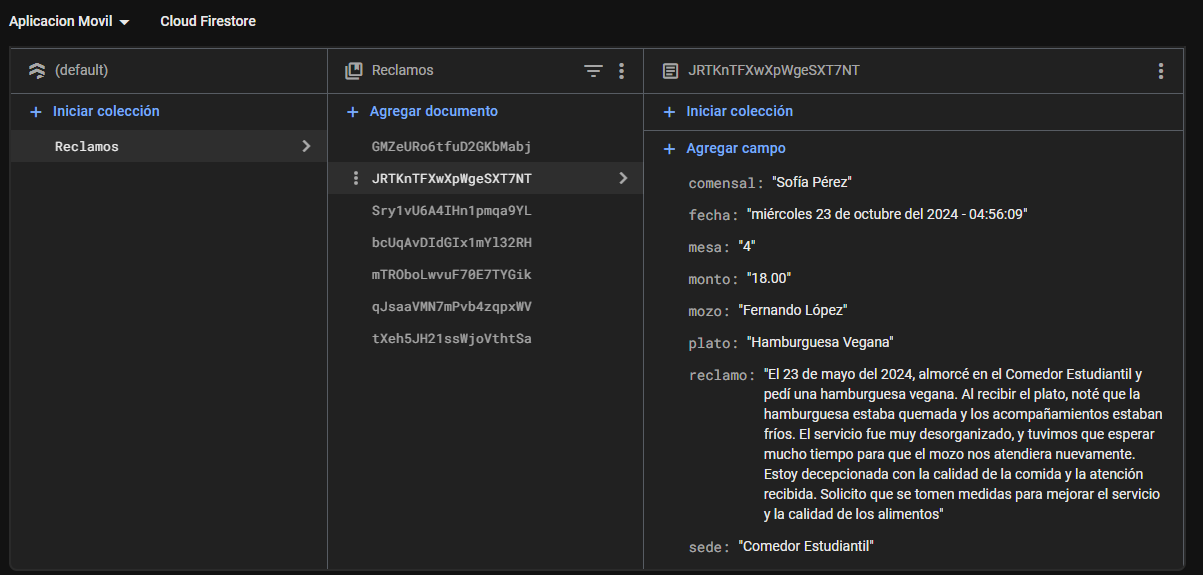 Aplicacion Movil
Cloud Firestore
(default)
Iniciar colección
Reclamos
Reclamos
Agregar documento
GMZeURo6tfuD2GKbMabj
JRTKnTFXwXpWgeSXT7NT
Sry1vU6A4IHn1pmqa9YL
bcUqAvDIdGIx1mYl32RH
mTROboLwvuF70E7TYGik
qJsaaVMN7mPvb4zqpxWV
tXeh5JH21ssWjoVthtSa
JRTKnTFXwXpWgeSXT7NT
Iniciar colección
Agregar campo
comensal: "Sofía Pérez"
fecha: "miércoles 23 de octubre del 2024 - 04:56:09"
mesa: "4"
monto: "18.00"
mozo: "Fernando López"
plato: "Hamburguesa Vegana"
reclamo: "El 23 de mayo del 2024, almorcé en el Comedor Estudiantil y
pedí una hamburguesa vegana. Al recibir el plato, noté que la
hamburguesa estaba quemada y los acompañamientos estaban
fríos. El servicio fue muy desorganizado, y tuvimos que esperar
mucho tiempo para que el mozo nos atendiera nuevamente.
Estoy decepcionada con la calidad de la comida y la atención
recibida. Solicito que se tomen medidas para mejorar el servicio
y la calidad de los alimentos"
sede: "Comedor Estudiantil"